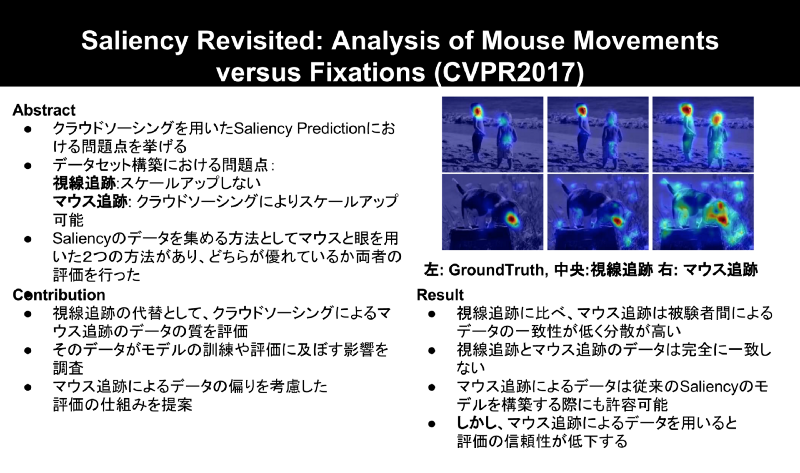 Saliency Revisited: Analysis of Mouse Movements
versus Fixations (CVPR2017)
Abstract
● クラウドソーシングを用いたSaliency Predictionにお
ける問題点を挙げる
● データセット構築における問題点：
視線追跡:スケールアップしない
マウス追跡: クラウドソーシングによりスケールアップ
可能
● Saliencyのデータを集める方法としてマウスと眼を用
いた2つの方法があり、どちらが優れているか両者の
評価を行った
Contribution
● 視線追跡の代替として、クラウドソーシングによるマ
ウス追跡のデータの質を評価
● そのデータがモデルの訓練や評価に及ぼす影響を
調査
● マウス追跡によるデータの偏りを考慮した
評価の仕組みを提案
左: GroundTruth, 中央:視線追跡 右: マウス追跡
Result
● 視線追跡に比べ、マウス追跡は被験者間による
データの一致性が低く分散が高い
● 視線追跡とマウス追跡のデータは完全に一致し
ない
● マウス追跡によるデータは従来のSaliencyのモ
デルを構築する際にも許容可能
● しかし、マウス追跡によるデータを用いると
評価の信頼性が低下する